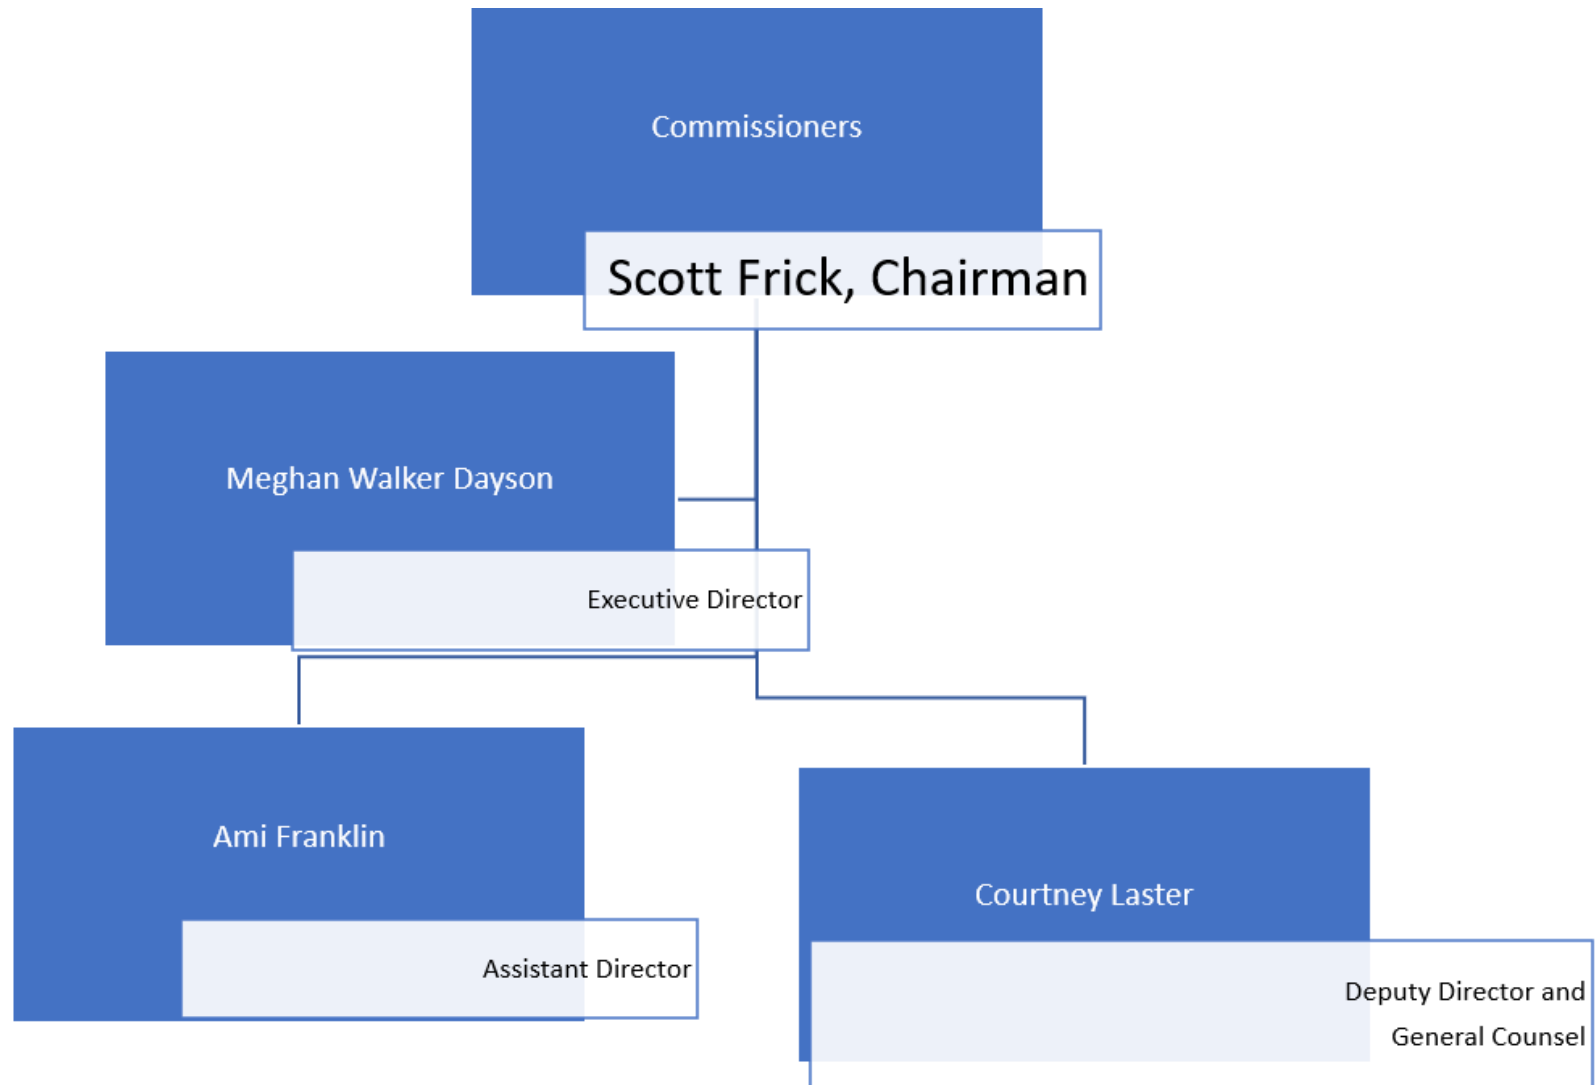 Commissioners
Scott Frick, Chairman
Meghan Walker Dayson
Executive Director
Ami Franklin
Assistant Director
Courtney Laster
Deputy Director and
General Counsel